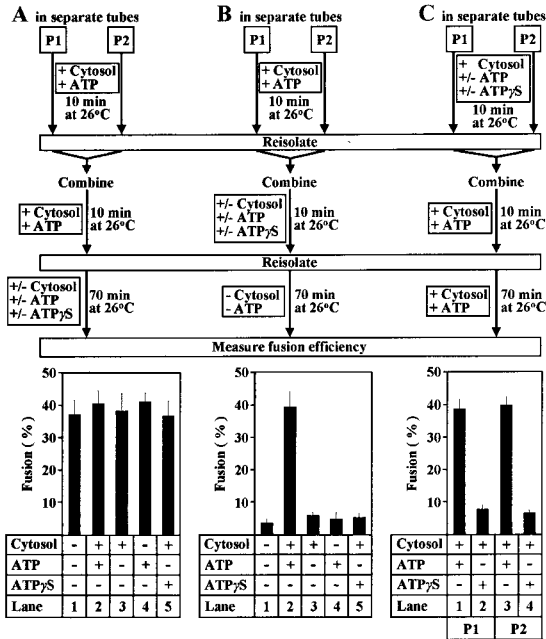 A in separate tubes B in separate tubes C in separate tubes
P1 P2 P1 P2 P1 P2
+ Cytosol
+ ATP
10 min
at 26°C
+ Cytosol
+ ATP
10 min
at 26°C
+ Cytosol
+/- ATP
+/- ATPγS
10 min
at 26°C
Reisolate
Combine Combine Combine
+ Cytosol
+ ATP
10 min
at 26°C
+/- Cytosol
+/- ATP
+/- ATPγS
10 min
at 26°C
+ Cytosol
+ ATP
10 min
at 26°C
Reisolate
+/- Cytosol
+/- ATP
+/- ATPγS
70 min
at 26°C
- Cytosol
- ATP
70 min
at 26°C
+ Cytosol
+ ATP
70 min
at 26°C
Measure fusion efficiency
50
40
30
20
10
Fusion ( % )
50
40
30
20
10
Fusion ( % )
50
40
30
20
10
Fusion ( % )
Cytosol - + + - +
ATP - + - + -
ATPγS - - - - +
Lane 1 2 3 4 5
Cytosol - + + - +
ATP - + - + -
ATPγS - - - - +
Lane 1 2 3 4 5
Cytosol + + + +
ATP + - + -
ATPγS - + - +
Lane 1 2 3 4
P1 P2